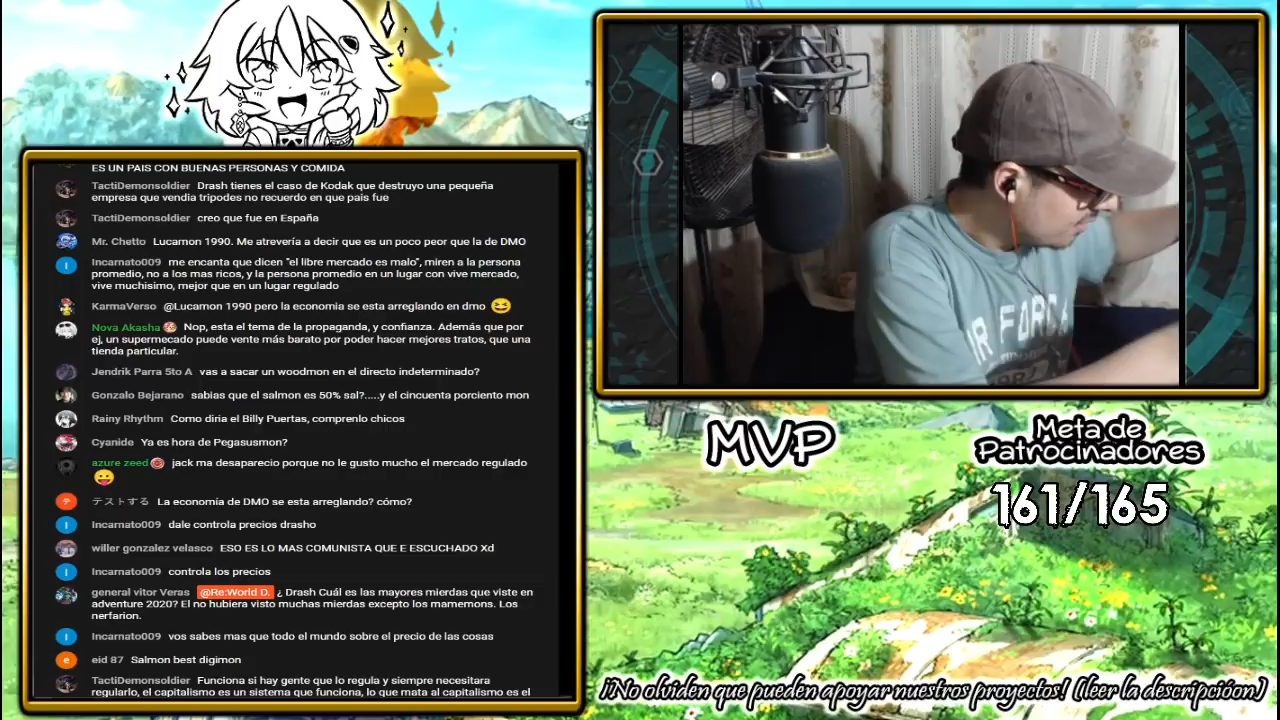 ES UN PAIS CON BUENAS PERSONAS Y COMIDA
TactiDemonsoldier Drash tienes el caso de Kodak que destruyo una pequeña
empresa que vendia tripodes no recuerdo en que pais fue
TactiDemonsoldier creo que fue en España
Mr. Chetto Lucamon 1990. Me atrevería a decir que es un poco peor que la de DMO
Incarnato009 me encanta que dicen "el libre mercado es malo", miren a la persona
promedio, no a los mas ricos, y la persona promedio en un lugar con vive mercado,
vive muchisimo, mejor que en un lugar regulado
KarmaVerso @Lucamon 1990 pero la economia se esta arreglando en dmo
Nova Akasha Nop, esta el tema de la propaganda, y confianza. Además que por
ej, un supermecado puede vente más barato por poder hacer mejores tratos, que una
tienda particular.
Jendrik Parra 5to A vas a sacar un woodmon en el directo indeterminado?
Gonzalo Bejarano sabias que el salmon es 50% sal?.....y el cincuenta porciento mon
Rainy Rhythm Como diria el Billy Puertas, comprenlo chicos
Cyanide Ya es hora de Pegasusmon?
azure zeed jack ma desaparecio porque no le gusto mucho el mercado regulado
テ テストする La economía de DMO se esta arreglando? cómo?
I Incarnato009 dale controla precios drasho
willer gonzalez velasco ESO ES LO MAS COMUNISTA QUE E ESCUCHADO Xd
I Incarnato009 controla los precios
general vitor Veras @Re:World D. ¿ Drash Cuál es las mayores mierdas que viste en
adventure 2020? El no hubiera visto muchas mierdas excepto los mamemons. Los
nerfarion.
I Incarnato009 vos sabes mas que todo el mundo sobre el precio de las cosas
e eid 87 Salmon best digimon
TactiDemonsoldier Funciona si hay gente que lo regula y siempre necesitara
regularlo, el capitalismo es un sistema que funciona, lo que mata al capitalismo es el
IR FORCA
1987
MVP
Meta de
Patrocinadores
161/165
¡¡No olviden que pueden apoyar nuestros proyectos! (leer la descripcióon)